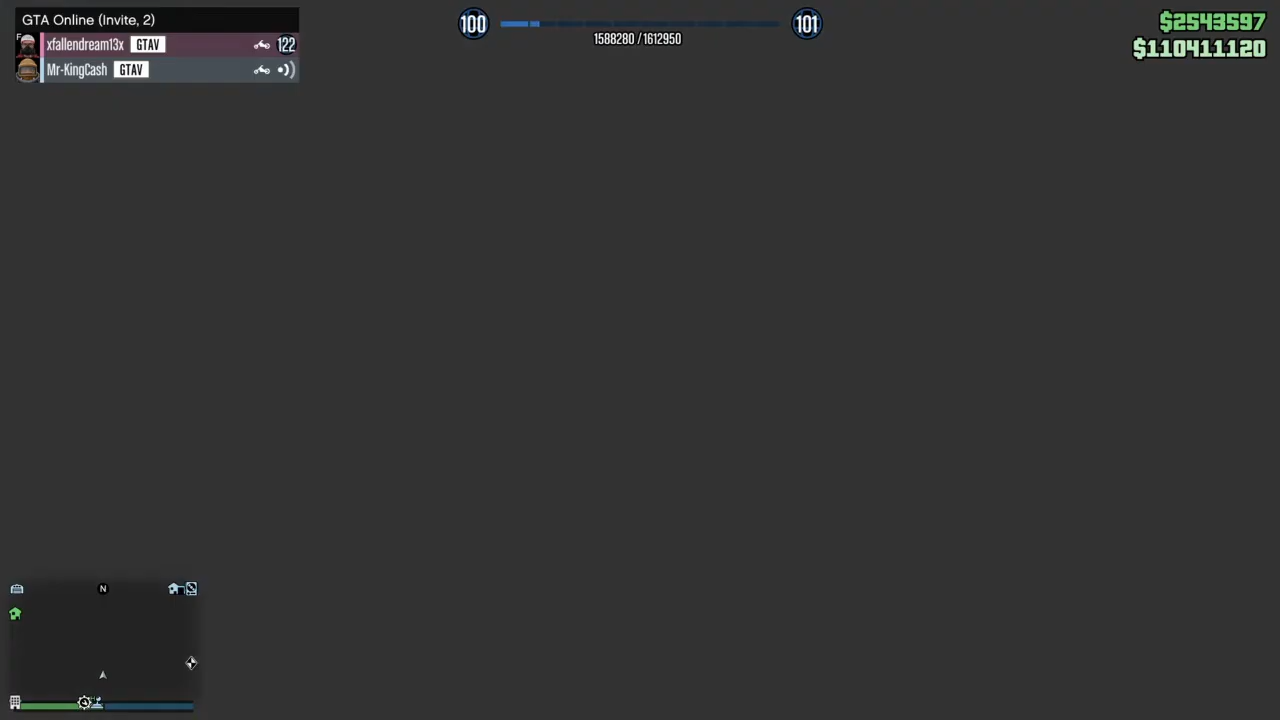 GTA Online (Invite, 2)
xfallendream13x GTAV 122
Mr-KingCash GTAV
100 101
1588280 / 1612950
$2543597
$110411120
N